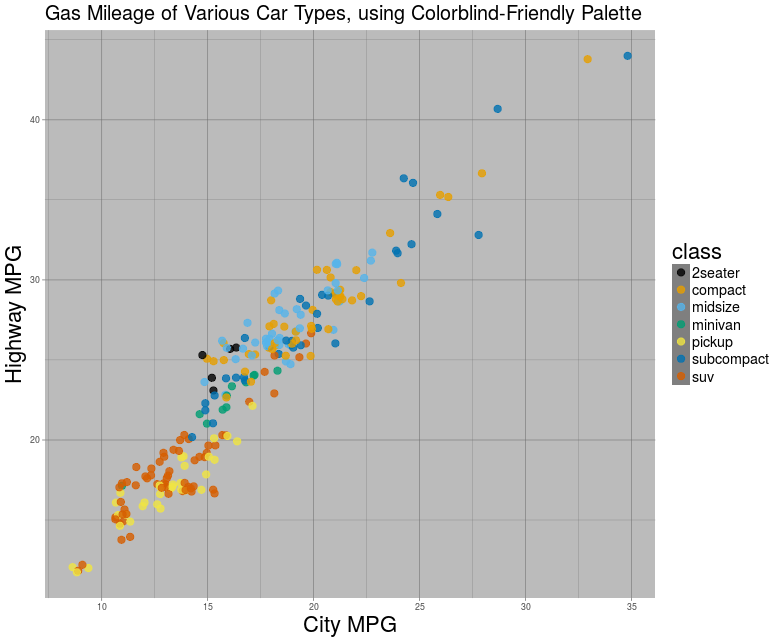 Gas Mileage of Various Car Types, using Colorblind-Friendly Palette
Highway MPG
40
30
20
10
15
20
25
30
35
City MPG
class
2seater
compact
midsize
minivan
pickup
subcompact
suv